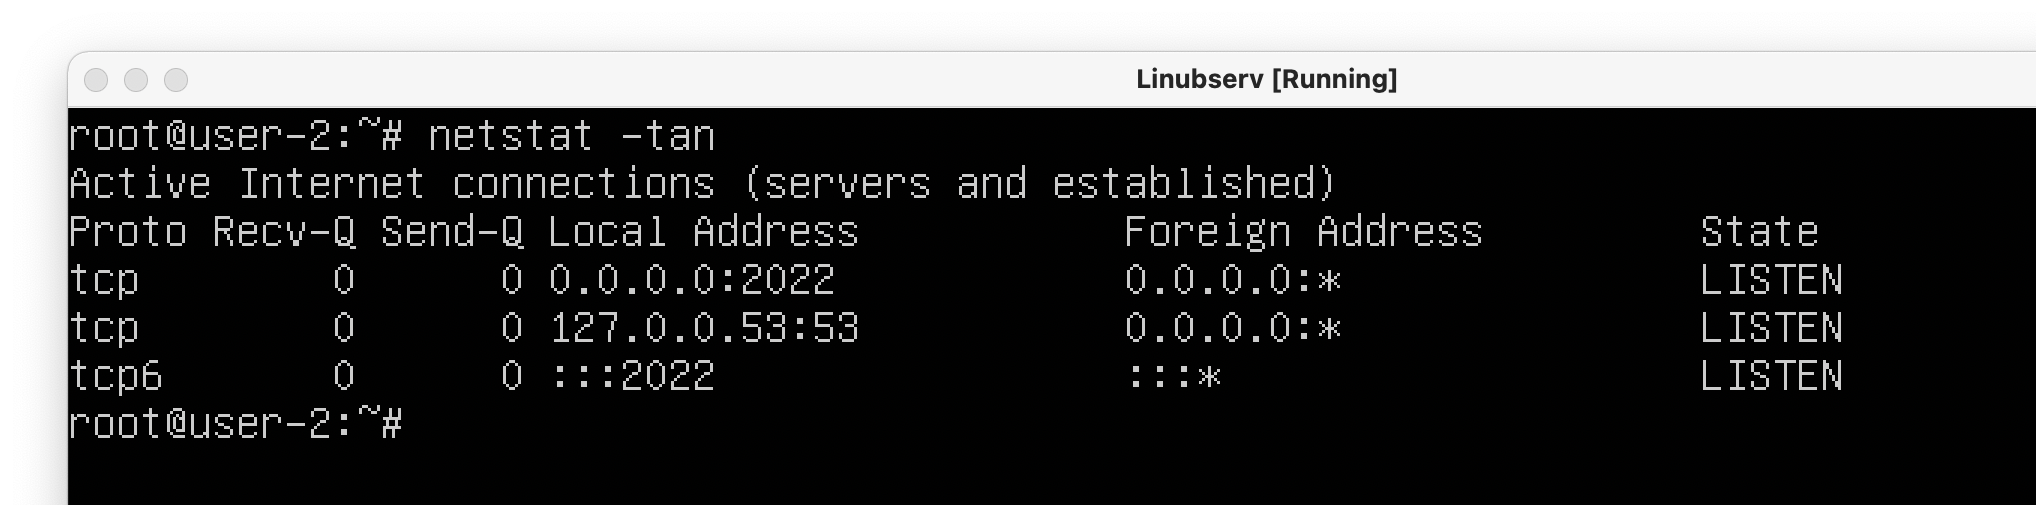 Linubserv [Running]
root@user-2:~# netstat -tan
Active Internet connections (servers and established)
Proto Recv-Q Send-Q Local Address           Foreign Address         State
tcp        0      0 0.0.0.0:2022            0.0.0.0:*               LISTEN
tcp        0      0 127.0.0.53:53           0.0.0.0:*               LISTEN
tcp6       0      0 :::2022                 :::*                    LISTEN
root@user-2:~#